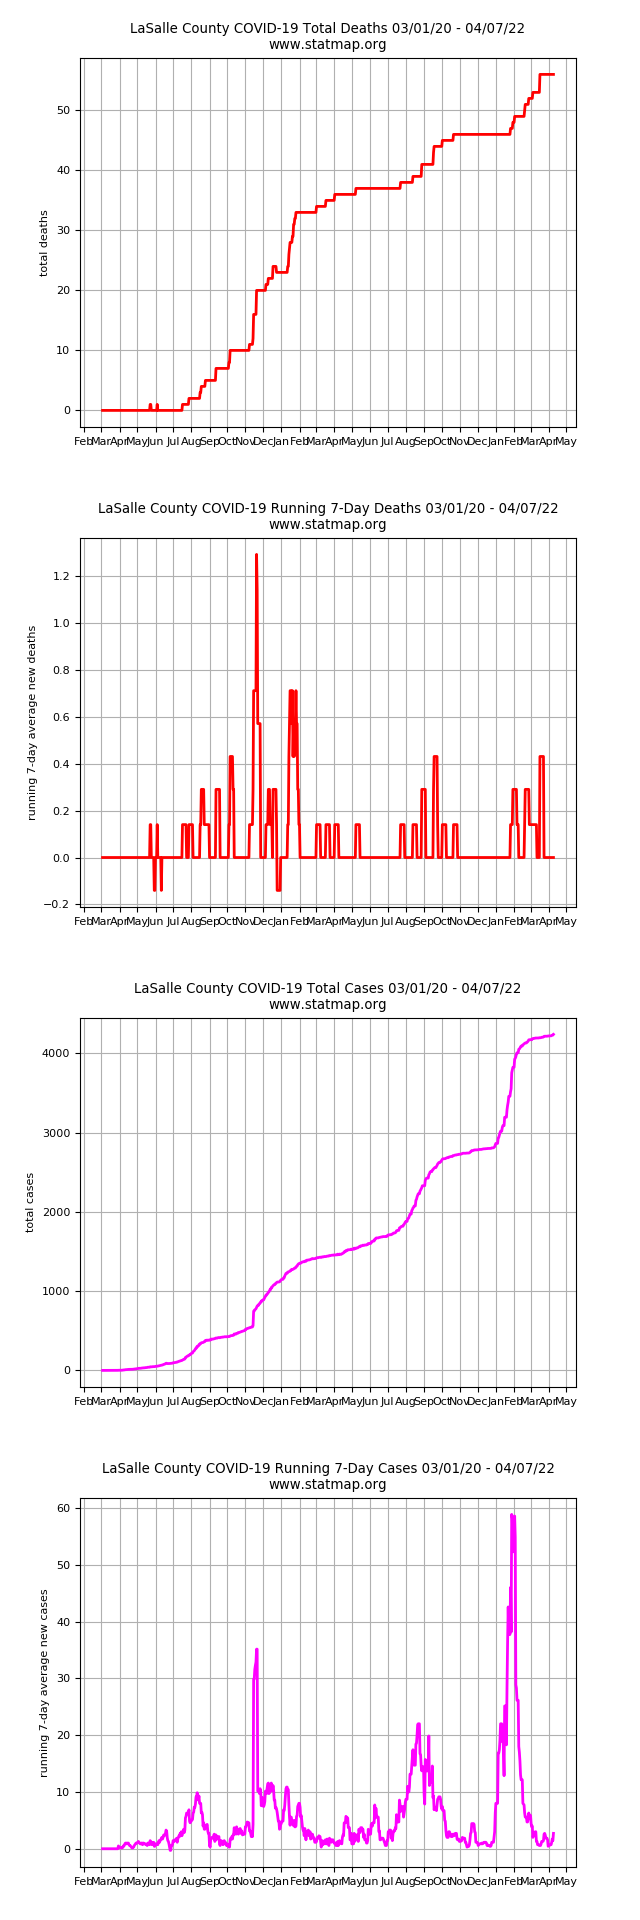 LaSalle County COVID-19 Total Deaths 03/01/20 - 04/07/22
www.statmap.org
50
40
30
20
10
0
total deaths
Feb Mar Apr May Jun Jul Aug Sep Oct Nov Dec Jan Feb Mar Apr May Jun Jul Aug Sep Oct Nov Dec Jan Feb Mar Apr May
LaSalle County COVID-19 Running 7-Day Deaths 03/01/20 - 04/07/22
www.statmap.org
1.2
1.0
0.8
0.6
0.4
0.2
0.0
−0.2
running 7-day average new deaths
Feb Mar Apr May Jun Jul Aug Sep Oct Nov Dec Jan Feb Mar Apr May Jun Jul Aug Sep Oct Nov Dec Jan Feb Mar Apr May
LaSalle County COVID-19 Total Cases 03/01/20 - 04/07/22
www.statmap.org
4000
3000
2000
1000
0
total cases
Feb Mar Apr May Jun Jul Aug Sep Oct Nov Dec Jan Feb Mar Apr May Jun Jul Aug Sep Oct Nov Dec Jan Feb Mar Apr May
LaSalle County COVID-19 Running 7-Day Cases 03/01/20 - 04/07/22
www.statmap.org
60
50
40
30
20
10
0
running 7-day average new cases
Feb Mar Apr May Jun Jul Aug Sep Oct Nov Dec Jan Feb Mar Apr May Jun Jul Aug Sep Oct Nov Dec Jan Feb Mar Apr May